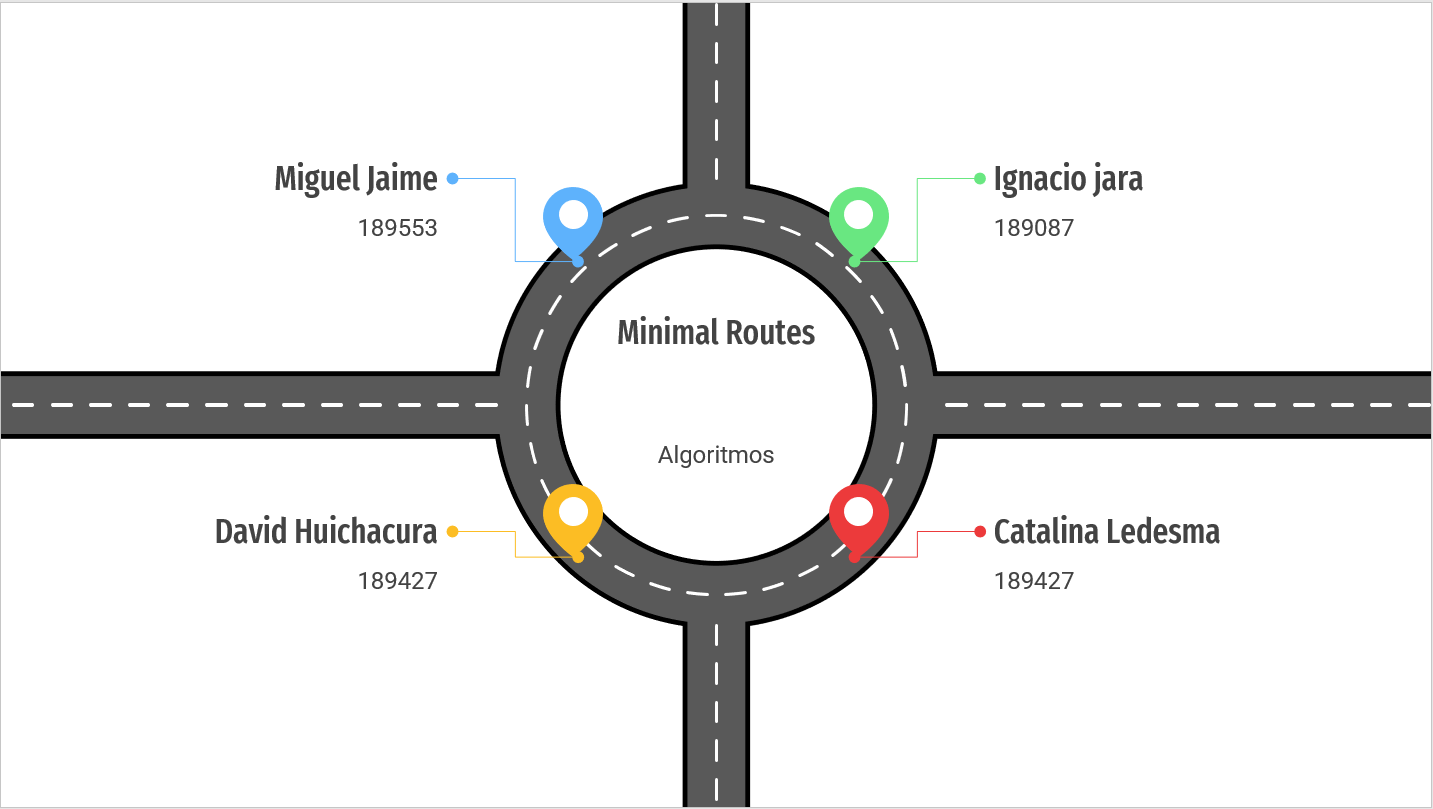 Miguel Jaime
189553
Ignacio jara
189087
Minimal Routes
Algoritmos
David Huichacura
189427
Catalina Ledesma
189427